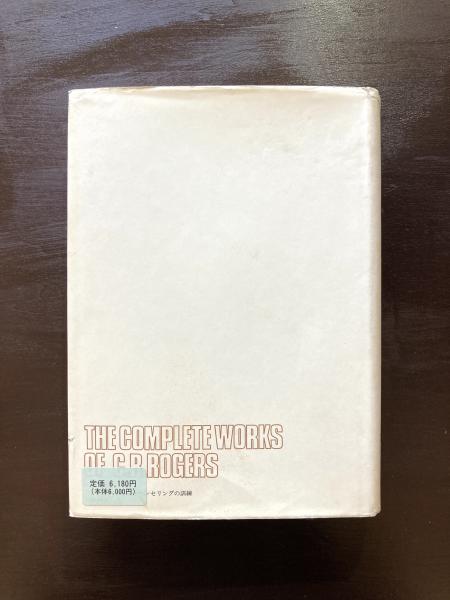 THE COMPLETE WORKS
OF C.R.ROGERS
定価 6,180円
(本体6,000円)
ンセリングの訓練